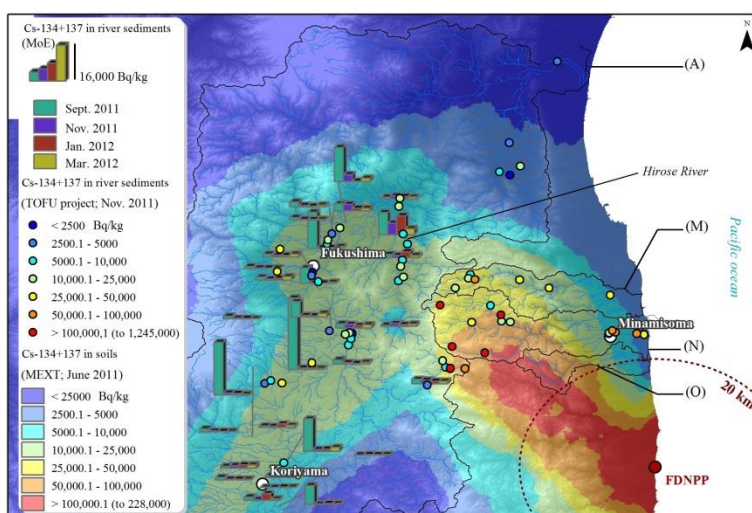 Cs-134+137 in river sediments
(MoE)
16,000 Bq/kg
Sept. 2011
Nov. 2011
Jan. 2012
Mar. 2012
Cs-134+137 in river sediments
(TOFU project; Nov. 2011)
< 2500 Bq/kg
2500.1 - 5000
5000.1 - 10,000
10,000.1 - 25,000
25,000.1 - 50,000
50,000.1 - 100,000
> 100,000,1 (to 1,245,000)
Cs-134+137 in soils
(MEXT; June 2011)
< 25000 Bq/kg
2500.1 - 5000
5000.1 - 10,000
10,000.1 - 25,000
25,000.1 - 50,000
50,000.1 - 100,000
> 100,000.1 (to 228,000)
N
(A)
Hirose River
(M)
Fukushima
Pacific ocean
Minamisoma
(N)
(O)
20 km
Koriyama
FDNPP